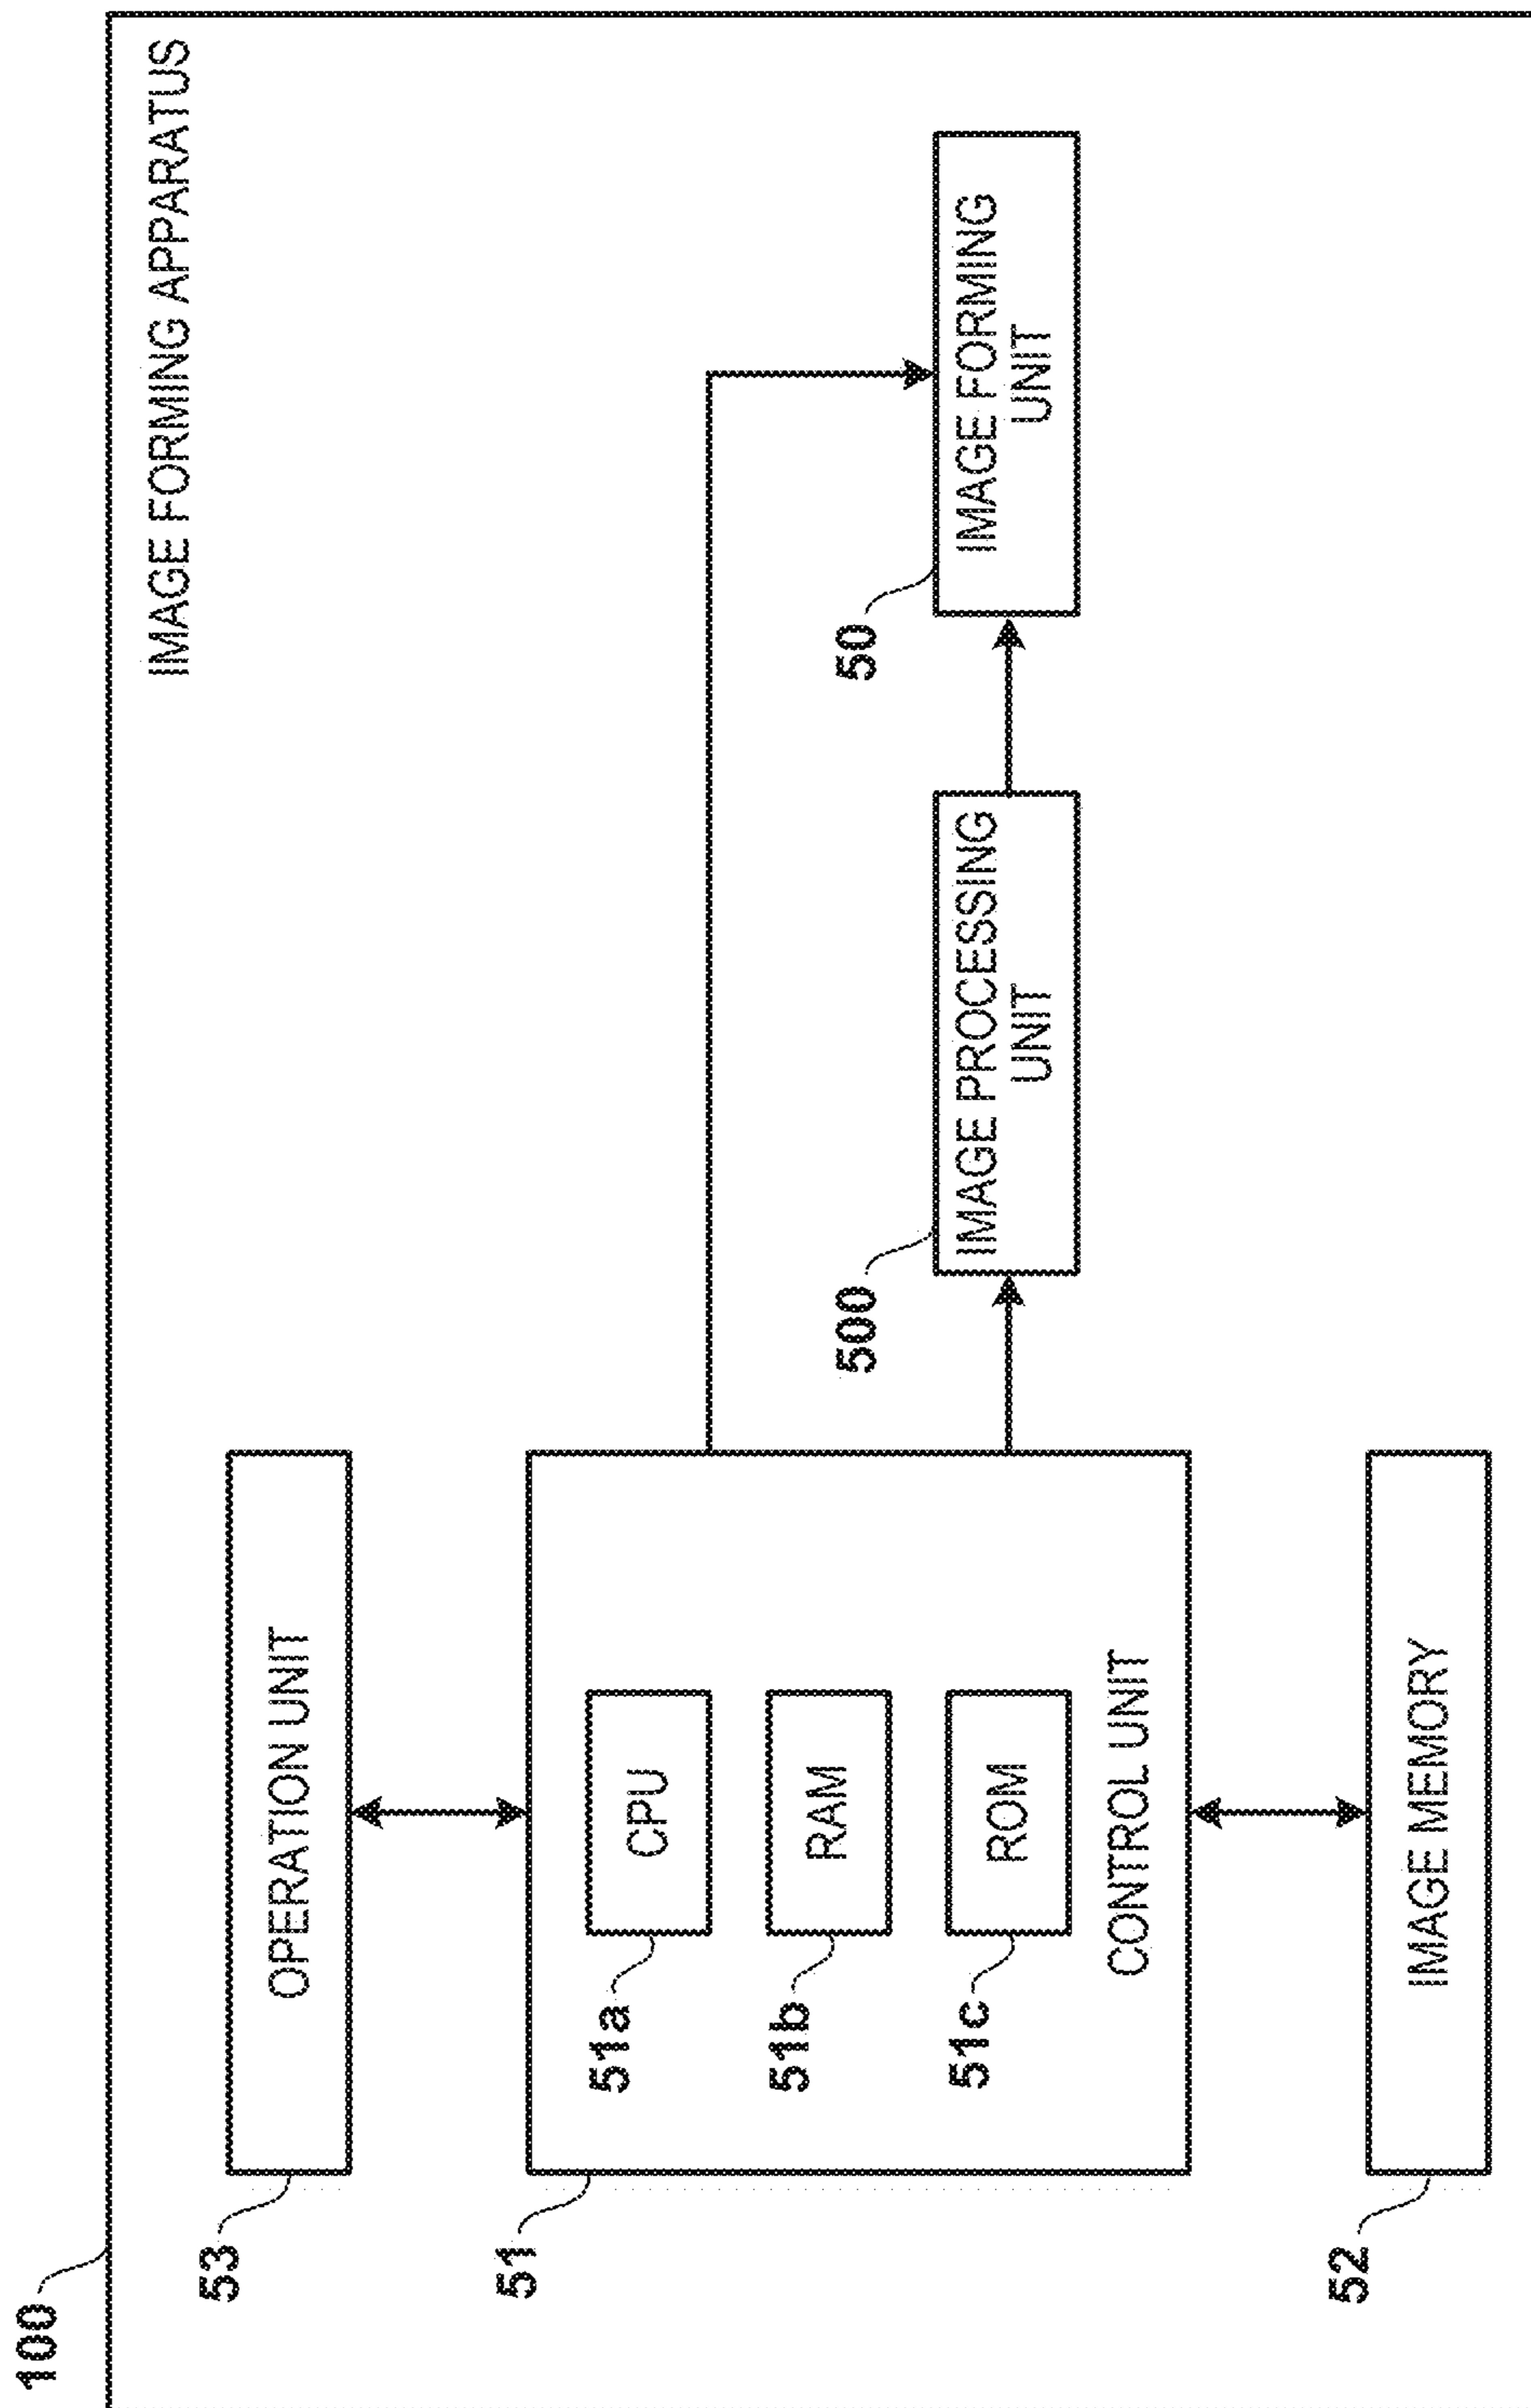 100
IMAGE FORMING APPARATUS
53
OPERATION UNIT
51
51a
CPU
51b
RAM
51c
ROM
CONTROL UNIT
500
IMAGE PROCESSING
UNIT
50
IMAGE FORMING
UNIT
52
IMAGE MEMORY